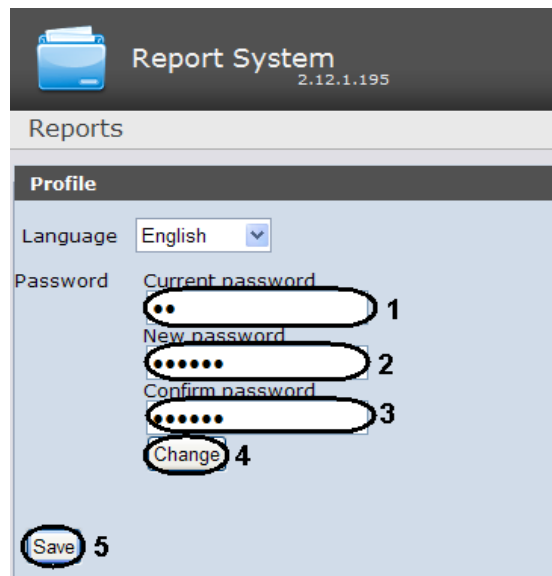 Report System
2.12.1.195
Reports
Profile
Language English
Password Current password
•• 1
New password
•••••• 2
Confirm password
•••••• 3
Change 4
Save 5